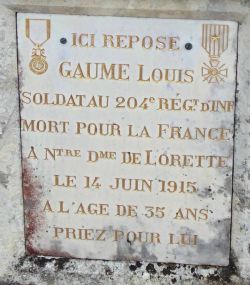 · ICI REPOSE ·
GAUME LOUIS
SOLDAT AU 204e RÉGt D'INF
MORT POUR LA FRANCE
A NTRE DME DE LORETTE
LE 14 JUIN 1915
A L'AGE DE 35 ANS
PRIEZ POUR LUI